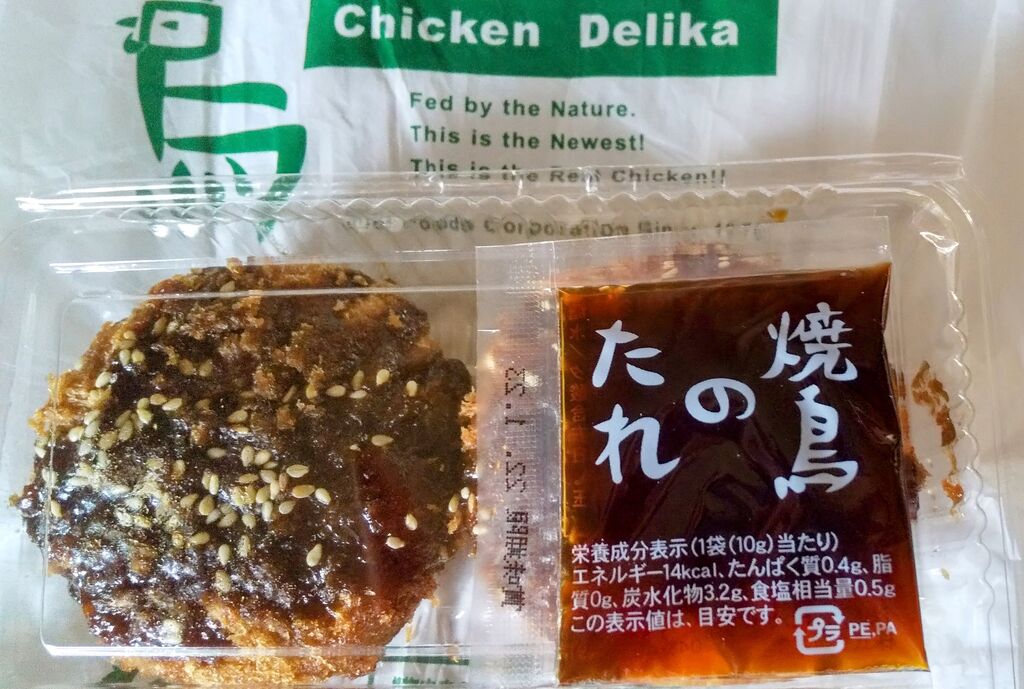 Chicken Delika
Fed by the Nature.
This is the Newest!
This is the Real Chicken!!
焼鳥
の
たれ
栄養成分表示(1袋(10g)当たり)
エネルギー14kcal、たんぱく質0.4g、脂
質0g、炭水化物3.2g、食塩相当量0.5g
この表示値は、目安です。
プラ PE,PA